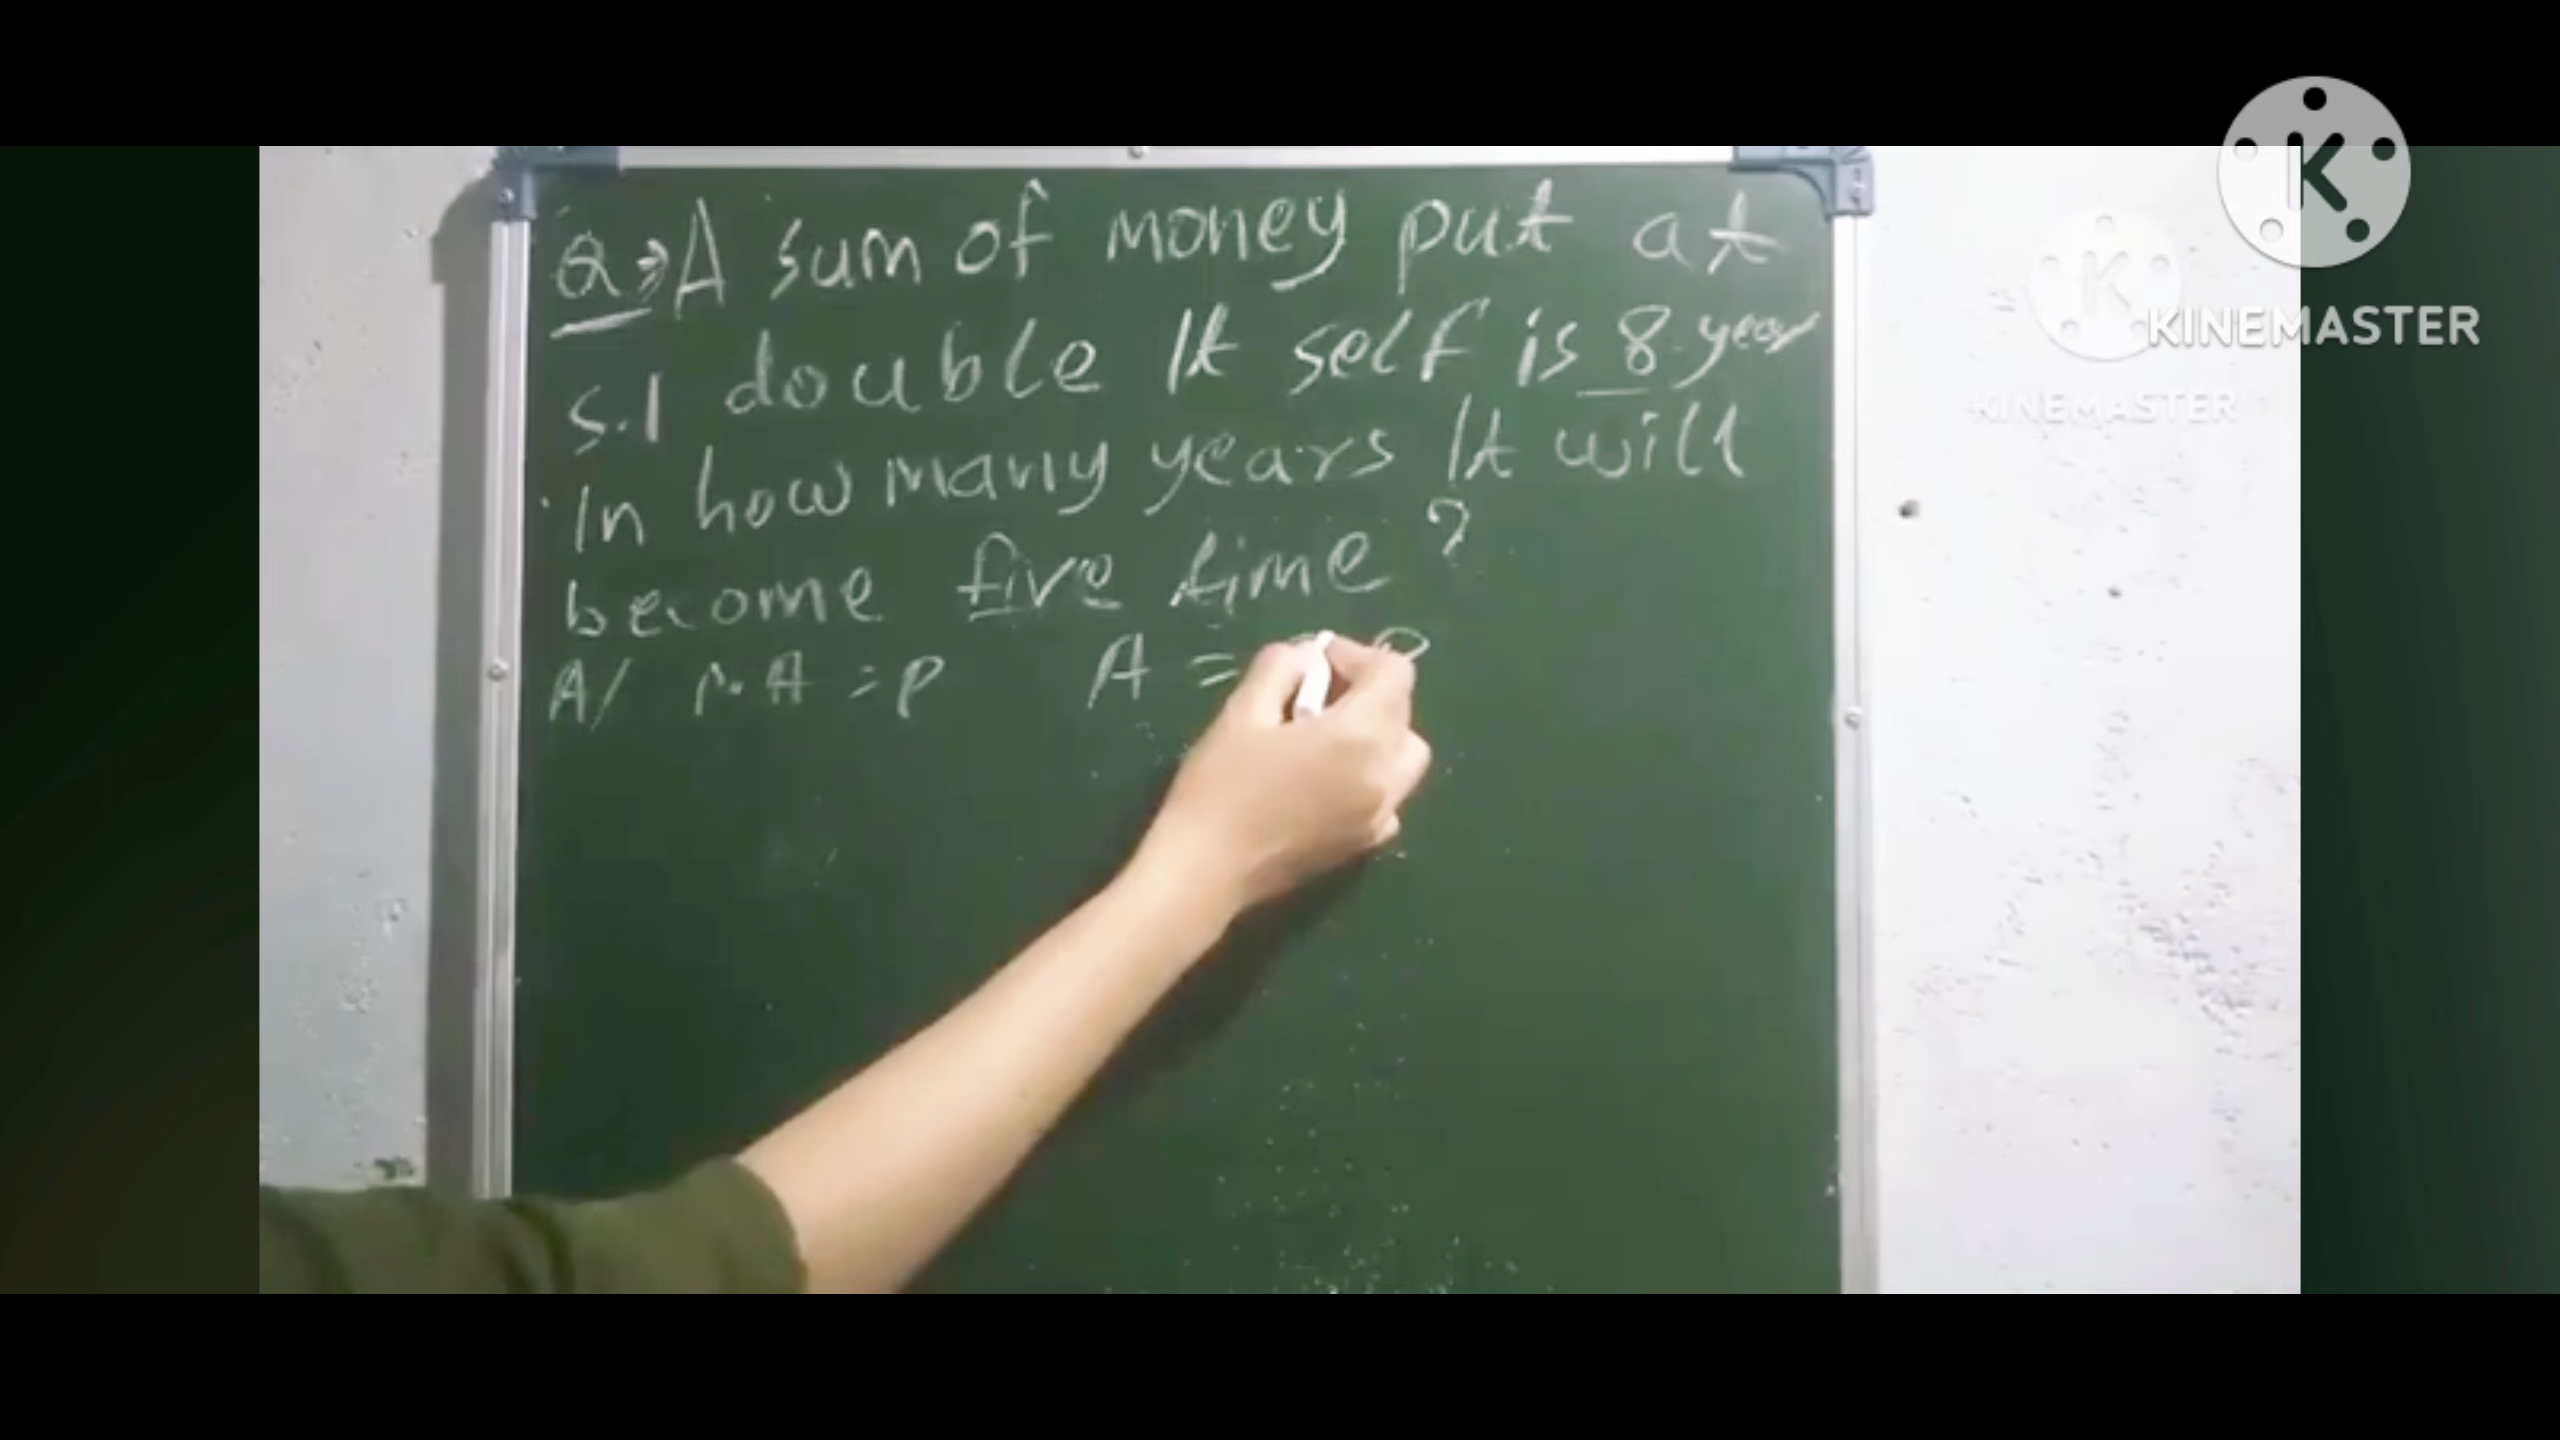 Q⇒A sum of money put at
S.I double It self is 8 year
In how many years It will
become five time ?
A/ P.A = P A =
K
KINEMASTER
K
KINEMASTER